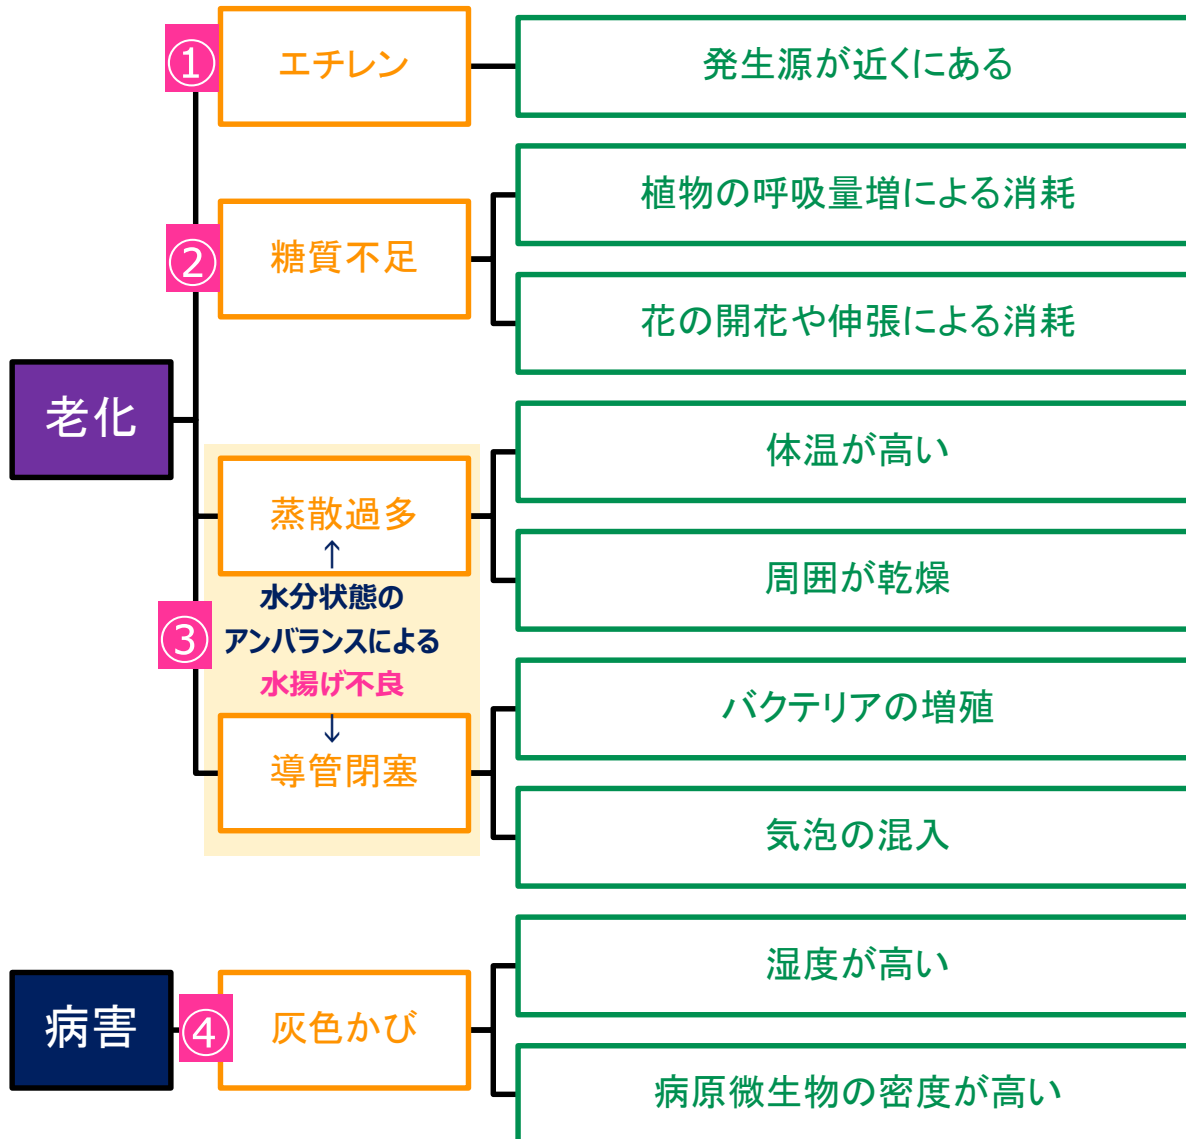 ①
エチレン
発生源が近くにある
②
糖質不足
植物の呼吸量増による消耗
花の開花や伸張による消耗
老化
蒸散過多
体温が高い
周囲が乾燥
↑
水分状態の
③
アンバランスによる
水揚げ不良
↓
導管閉塞
バクテリアの増殖
気泡の混入
病害
④
灰色かび
湿度が高い
病原微生物の密度が高い